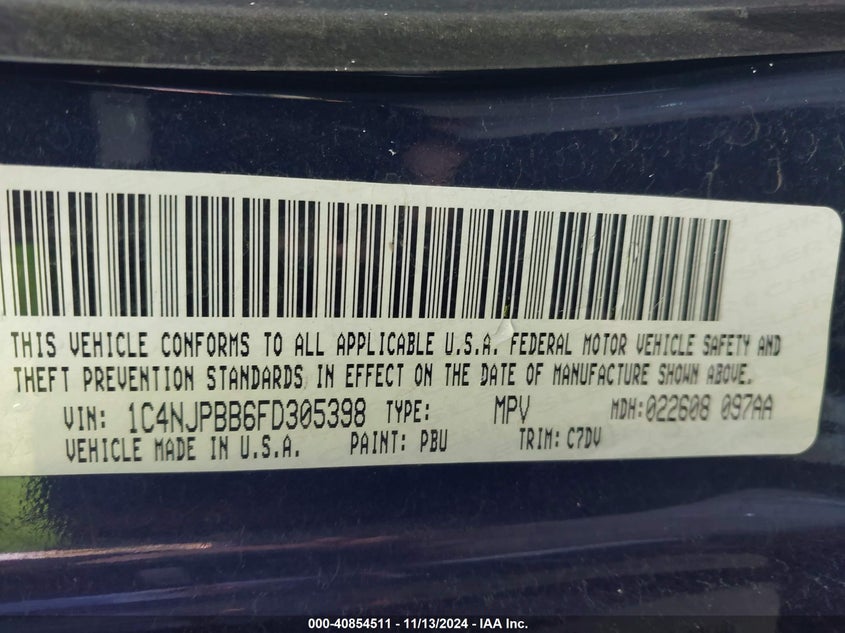 THIS VEHICLE CONFORMS TO ALL APPLICABLE U.S.A. FEDERAL MOTOR VEHICLE SAFETY AND
THEFT PREVENTION STANDARDS IN EFFECT ON THE DATE OF MANUFACTURE SHOWN ABOVE.
VIN: 1C4NJPBB6FD305398 TYPE: MPV MDH:022608 097AA
VEHICLE MADE IN U.S.A. PAINT: PBU TRIM: C7DV
000-40854511 - 11/13/2024 - IAA Inc.